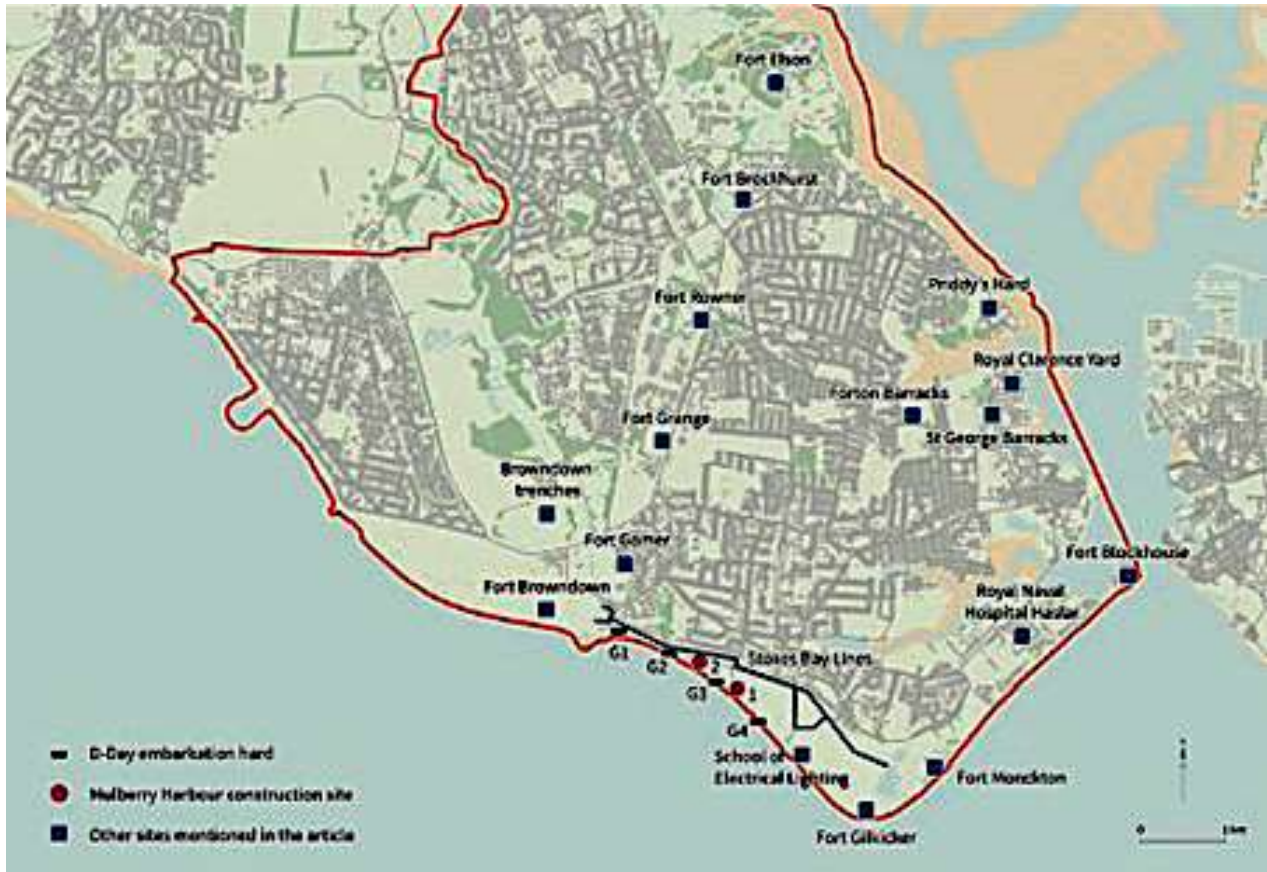 Fort Elson
Fort Brockhurst
Priddy's Hard
Fort Rowner
Royal Clarence Yard
Forton Barracks
Fort Grange
St George Barracks
Browndown
trenches
Fort Gomer
Fort Blockhouse
Fort Browndown
Royal Naval
Hospital Haslar
G1
G2
2
Stokes Bay Lines
G3
1
G4
D-Day embarkation hard
School of
Electrical Lighting
Fort Monckton
Mulberry Harbour construction site
Other sites mentioned in the article
Fort Gilkicker
0